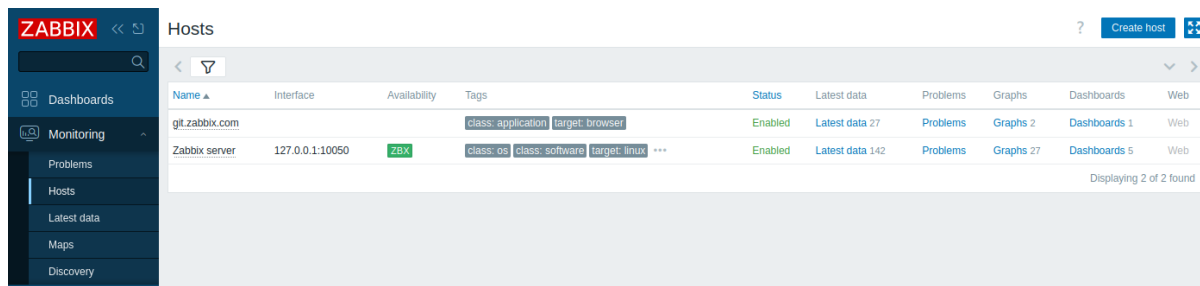 ZABBIX
Hosts
? Create host
Dashboards
Monitoring
Problems
Hosts
Latest data
Maps
Discovery
Name Interface Availability Tags Status Latest data Problems Graphs Dashboards Web
git.zabbix.com class: application target: browser Enabled Latest data 27 Problems Graphs 2 Dashboards 1 Web
Zabbix server 127.0.0.1:10050 ZBX class: os class: software target: linux ••• Enabled Latest data 142 Problems Graphs 27 Dashboards 5 Web
Displaying 2 of 2 found